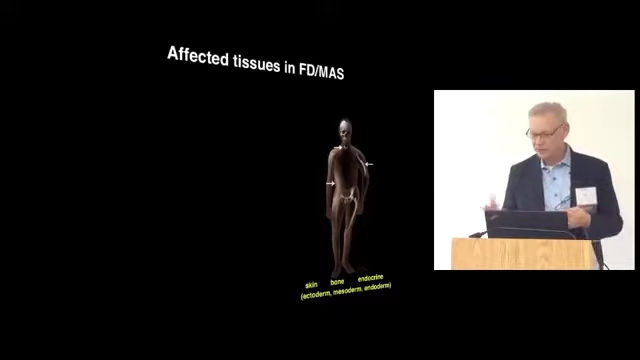 Affected tissues in FD/MAS
skin bone endocrine
(ectoderm, mesoderm, endoderm)